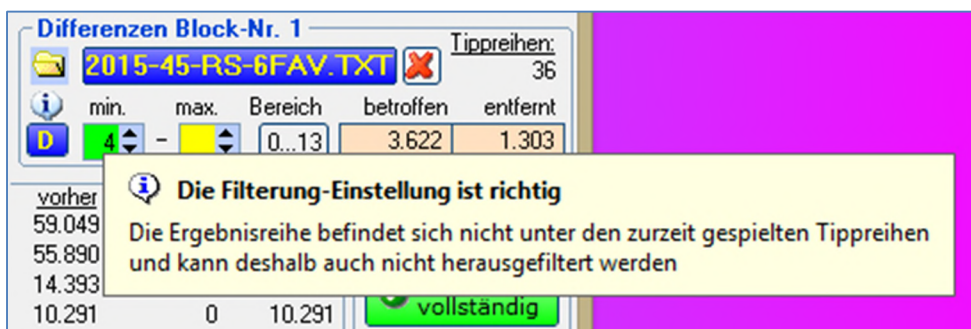 Differenzen Block-Nr. 1
2015-45-RS-6FAV.TXT
Tippreihen:
36
min. max. Bereich betroffen entfernt
D 4 - 0...13 3.622 1.303
Die Filterung-Einstellung ist richtig
Die Ergebnisreihe befindet sich nicht unter den zurzeit gespielten Tippreihen
und kann deshalb auch nicht herausgefiltert werden
vorher
59.049
55.890
14.393
10.291 0 10.291
vollständig